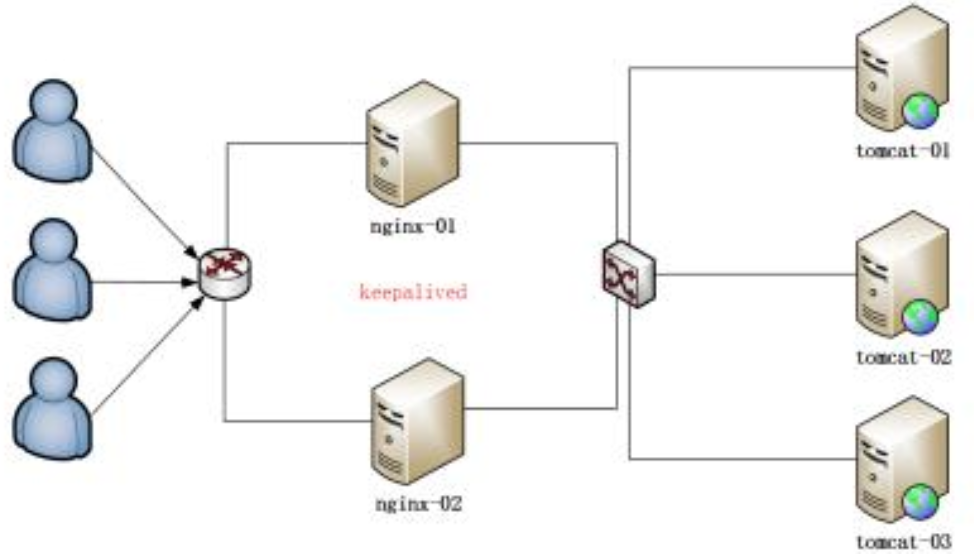 tomcat-01
nginx-01
keepalived
tomcat-02
nginx-02
tomcat-03